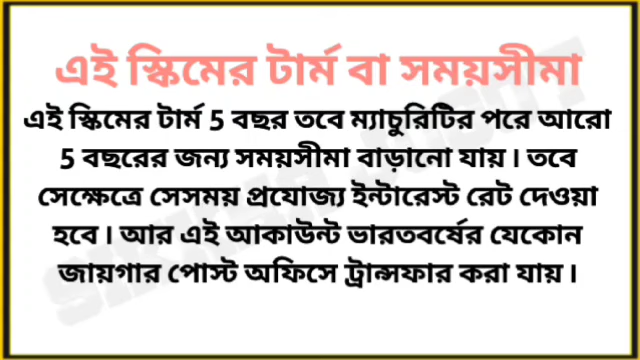 এই স্কিমের টার্ম বা সময়সীমা
এই স্কিমের টার্ম 5 বছর তবে ম্যাচুরিটির পরে আরো
5 বছরের জন্য সময়সীমা বাড়ানো যায় । তবে
সেক্ষেত্রে সেসময় প্রযোজ্য ইন্টারেস্ট রেট দেওয়া
হবে । আর এই আকাউন্ট ভারতবর্ষের যেকোন
জায়গার পোস্ট অফিসে ট্রান্সফার করা যায় ।